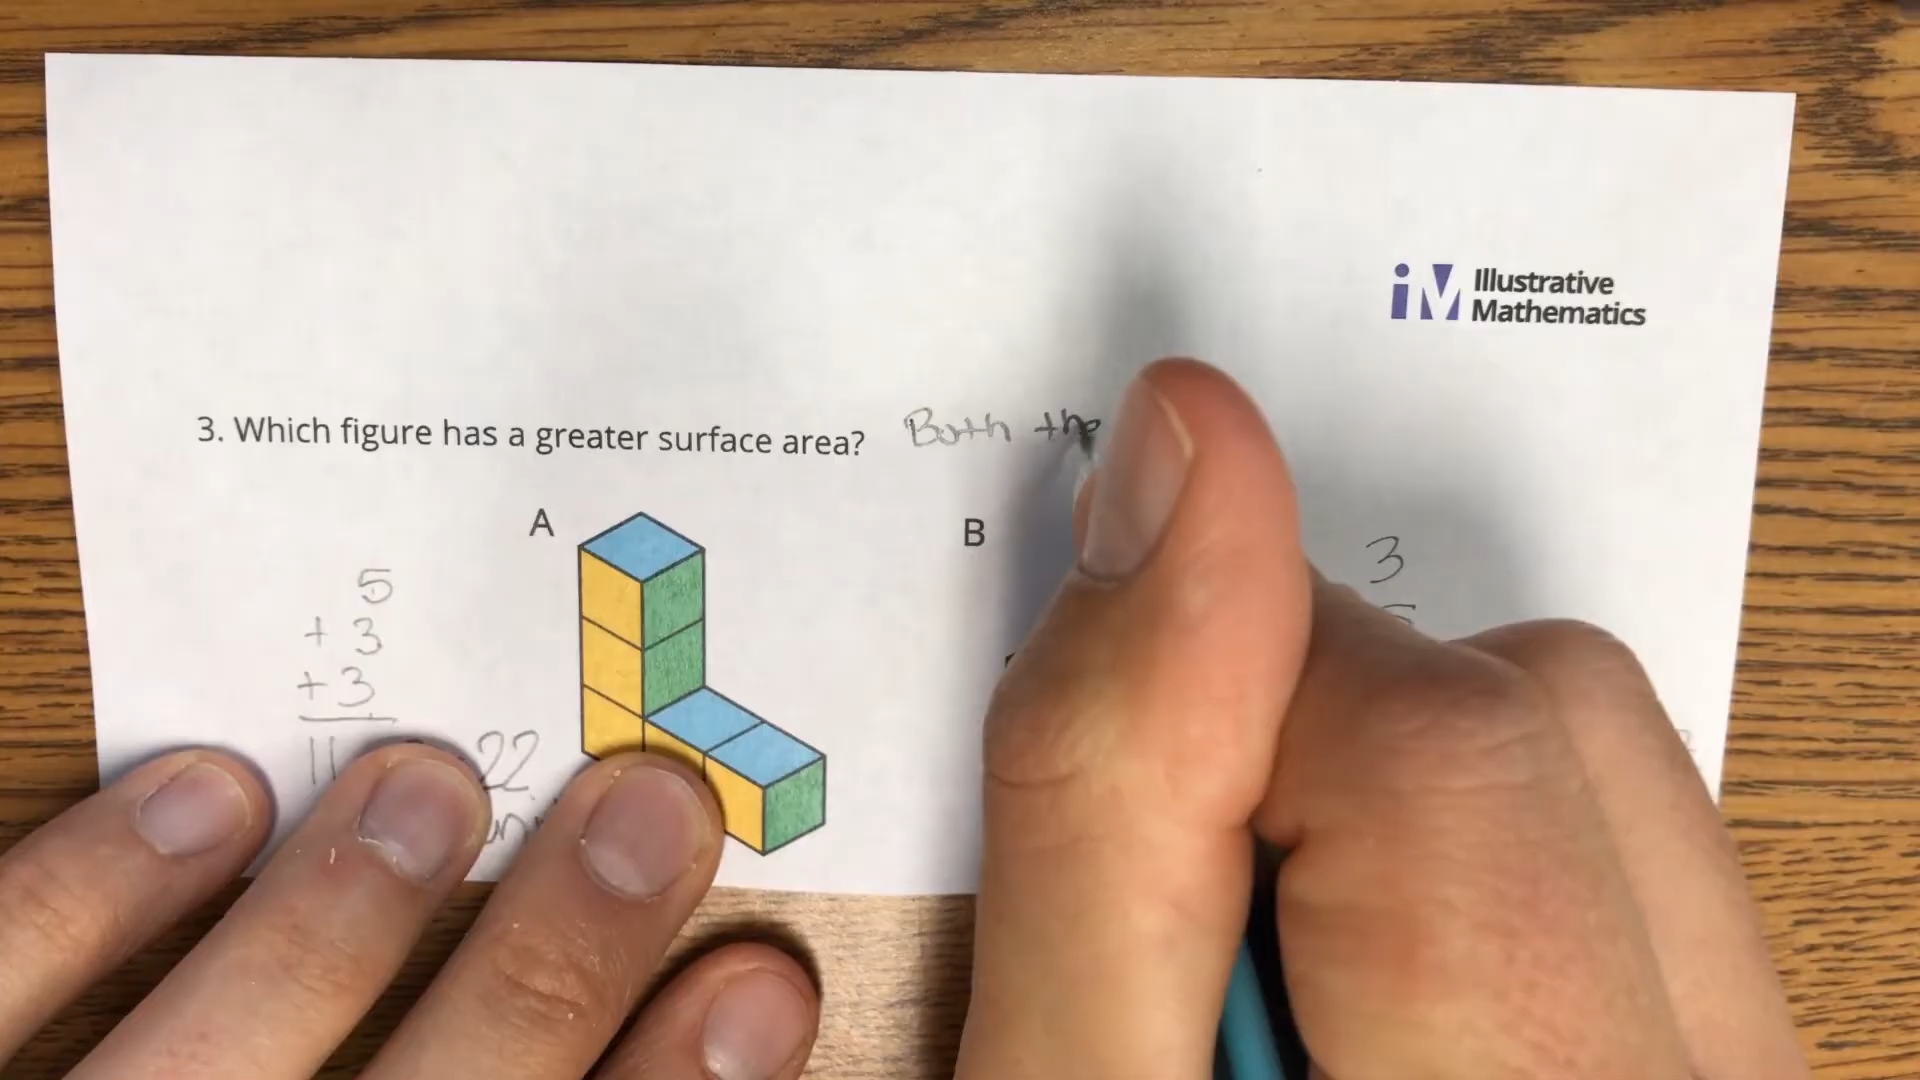 Illustrative
Mathematics
3. Which figure has a greater surface area? Both the
A
B
5
+ 3
+ 3
11
22
3